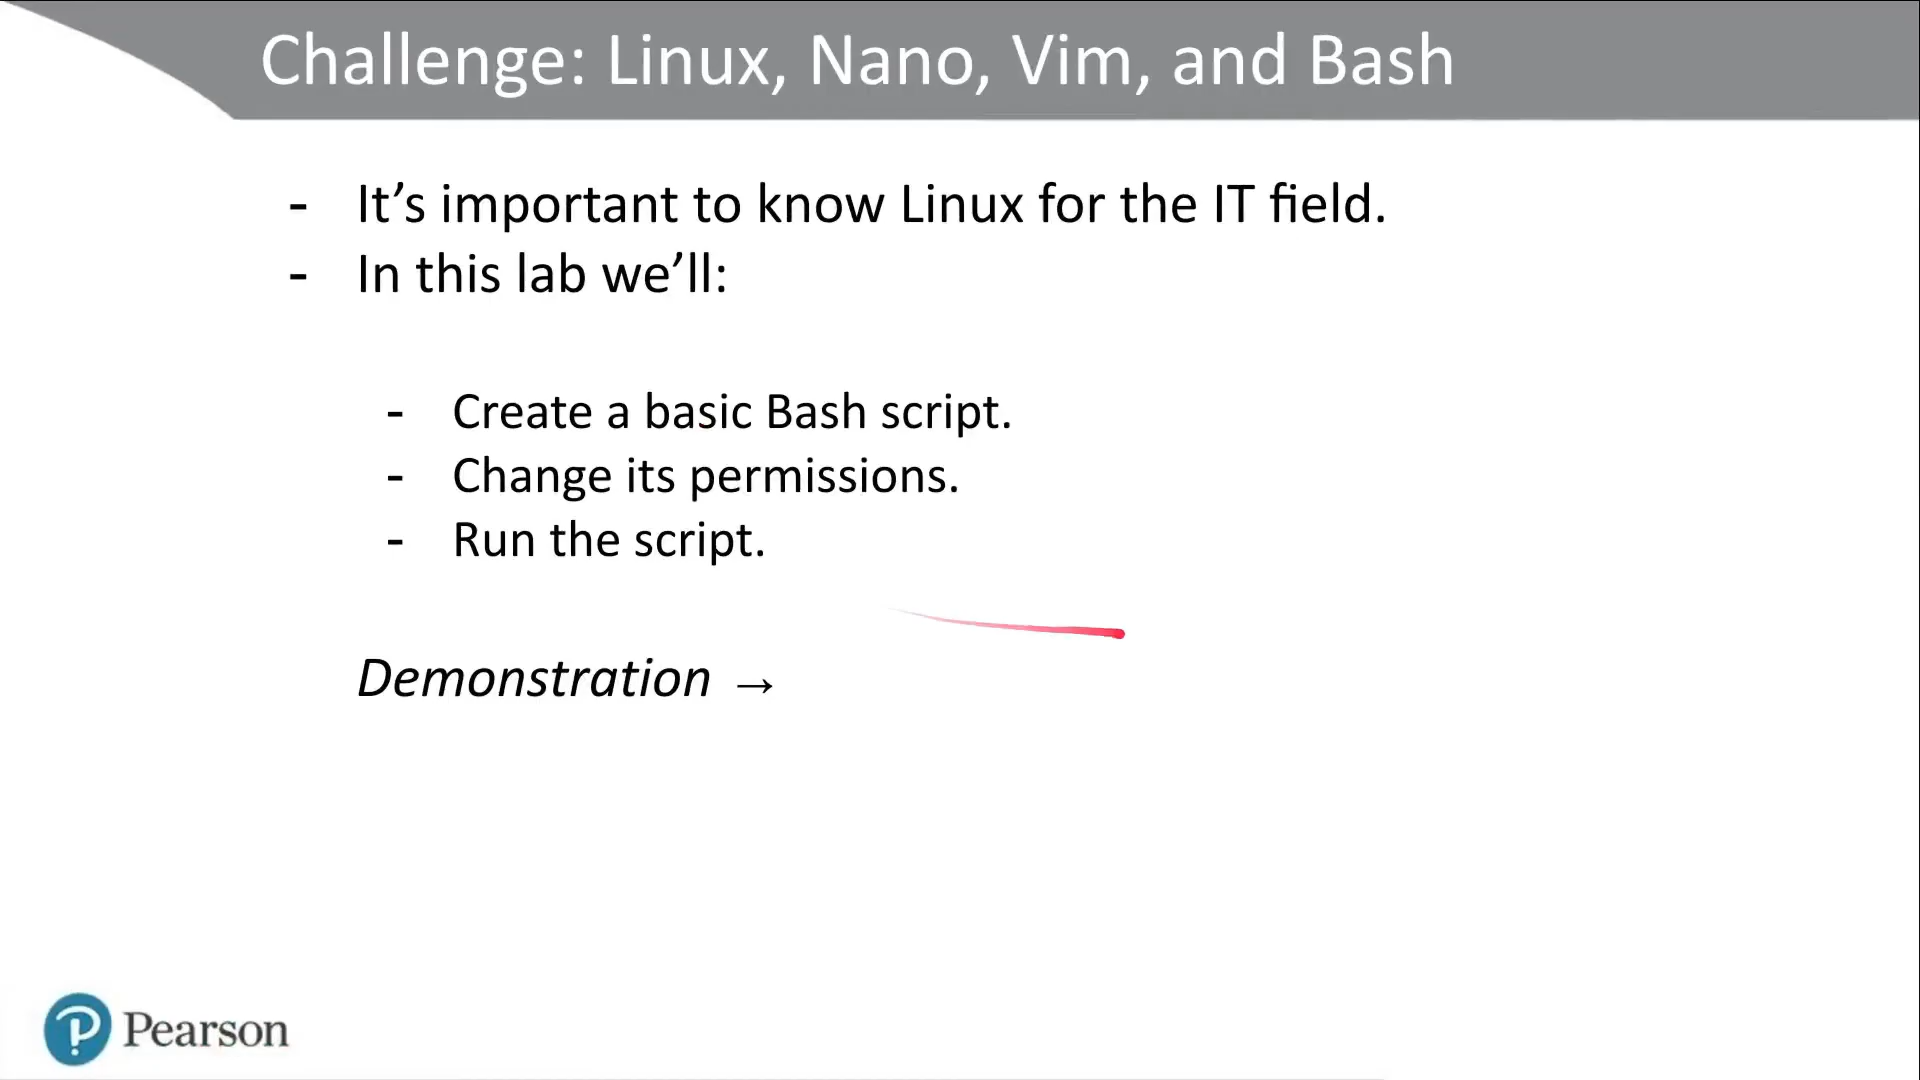 Challenge: Linux, Nano, Vim, and Bash
- It’s important to know Linux for the IT field.
- In this lab we’ll:
- Create a basic Bash script.
- Change its permissions.
- Run the script.
Demonstration →
Pearson